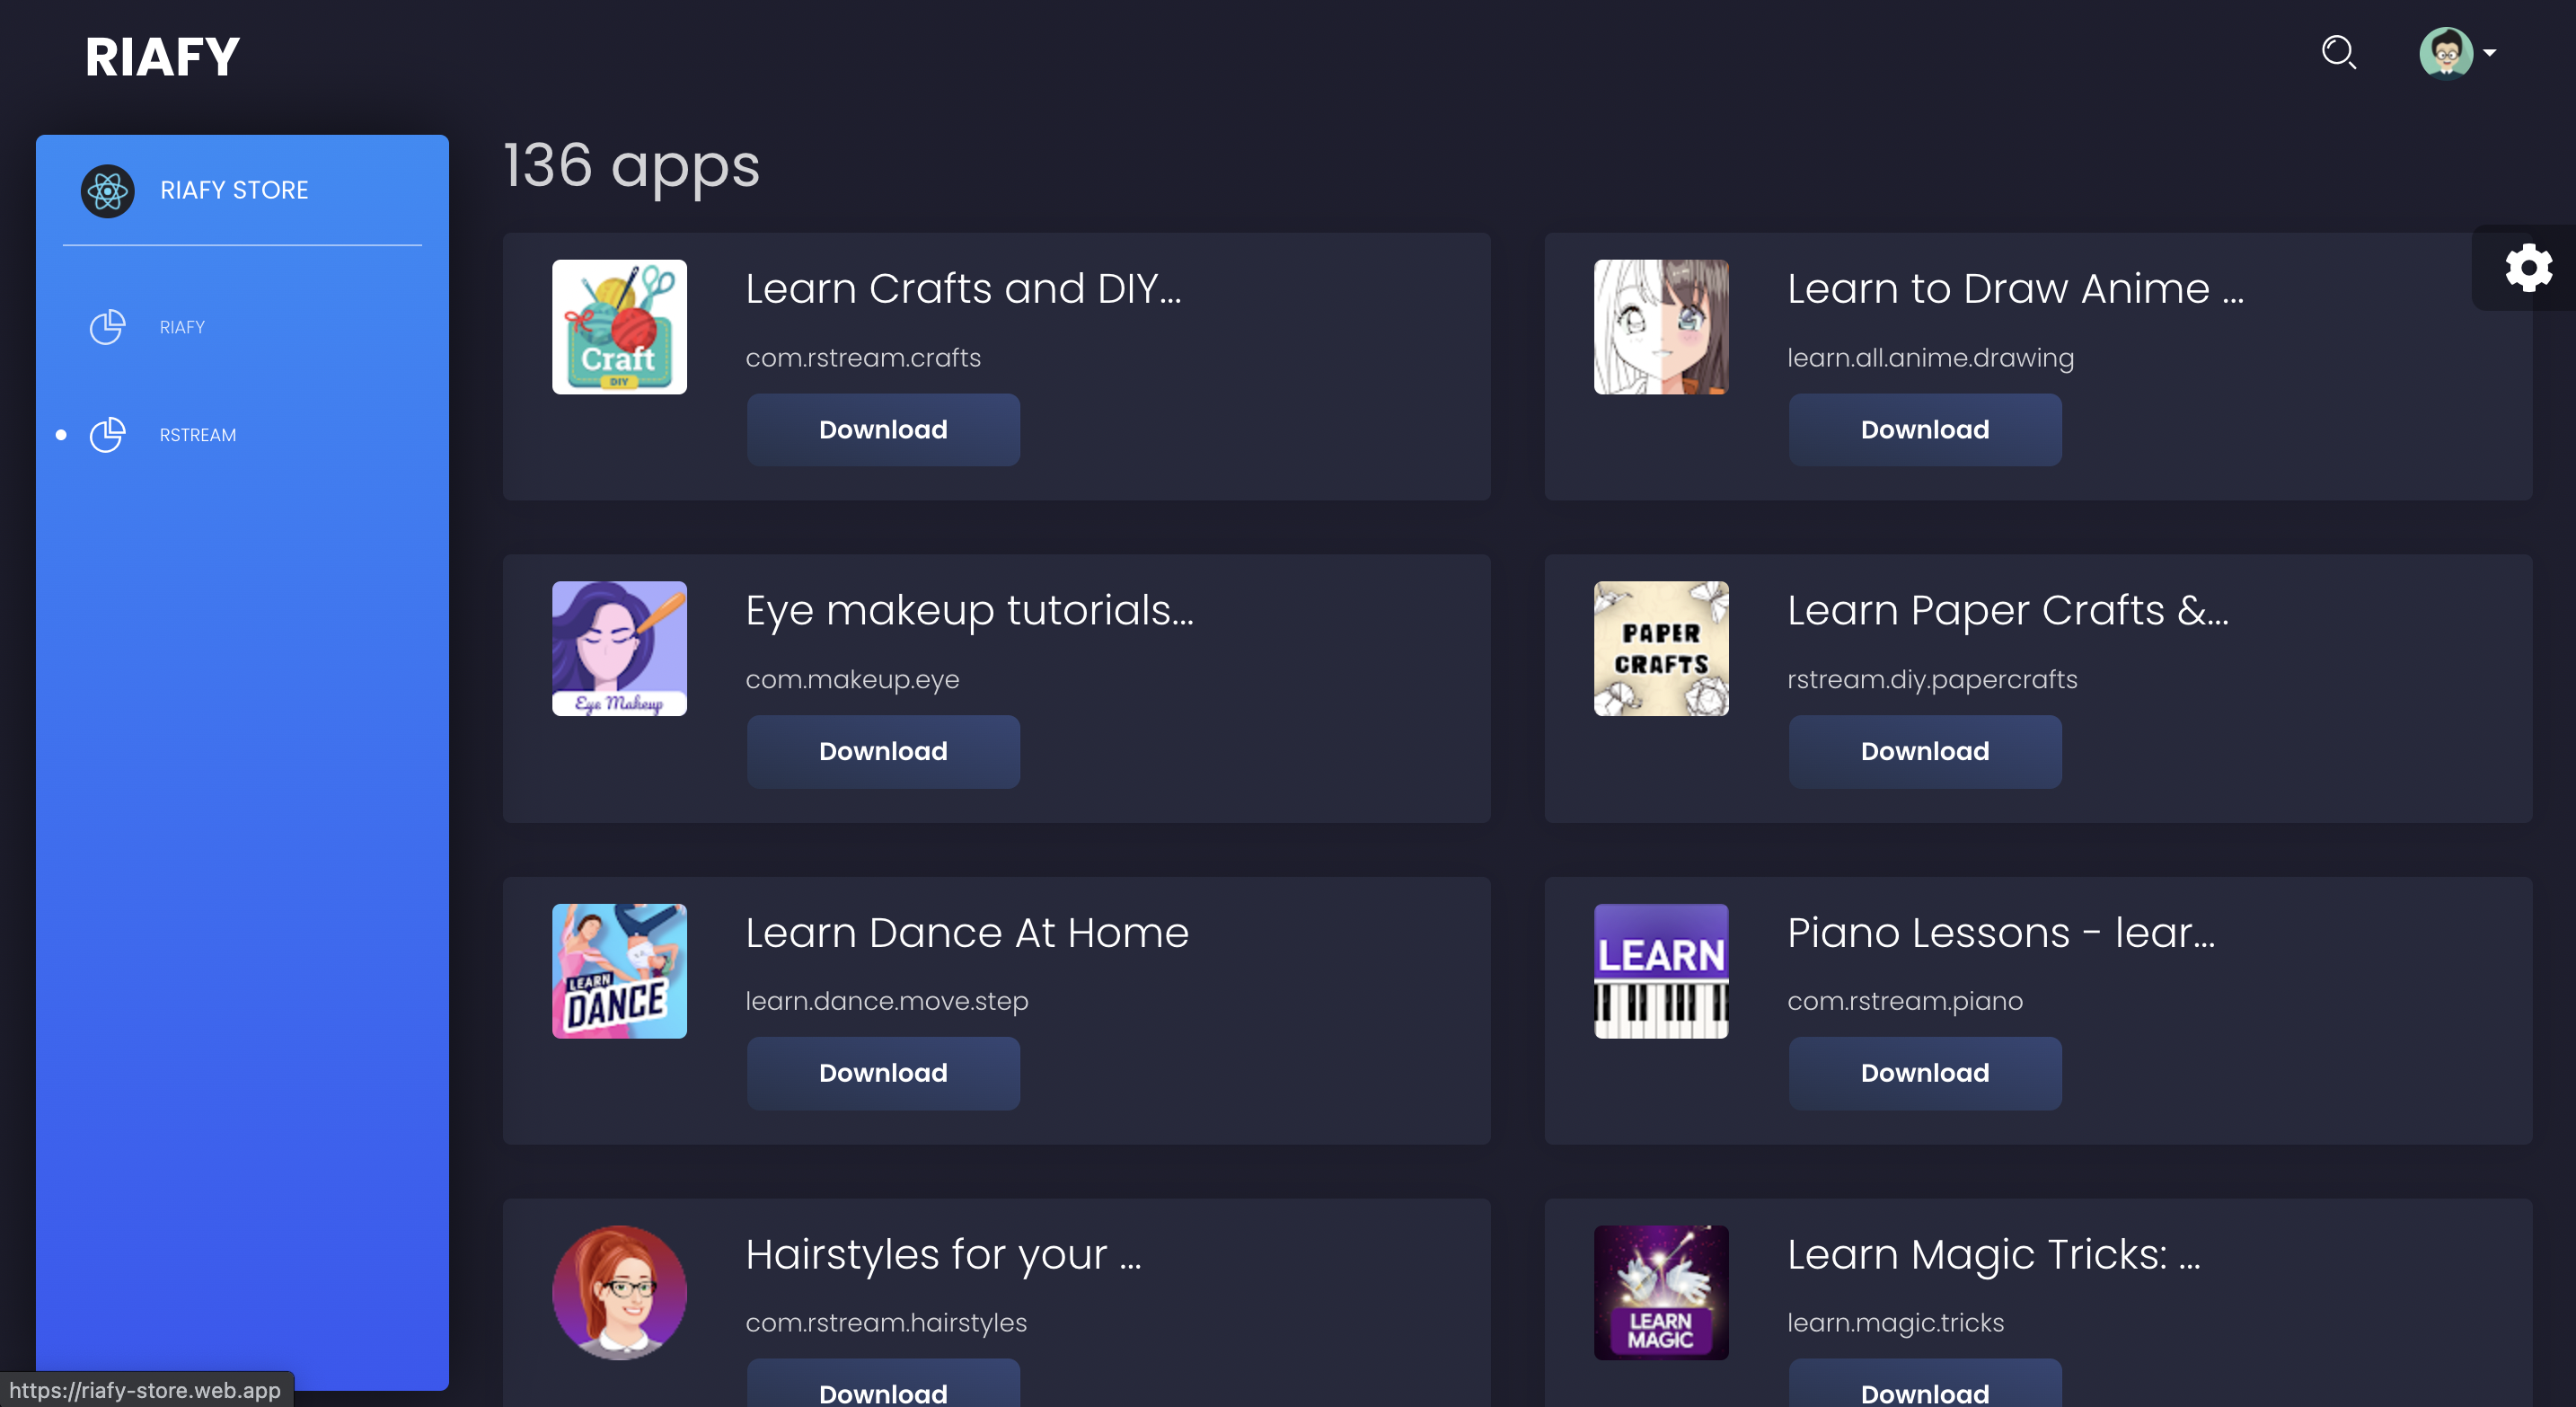 RIAFY
RIAFY STORE
RIAFY
RSTREAM
136 apps
Craft
DIY
Learn Crafts and DIY...
com.rstream.crafts
Download
Learn to Draw Anime ...
learn.all.anime.drawing
Download
Eye Makeup
Eye makeup tutorials...
com.makeup.eye
Download
PAPER
CRAFTS
Learn Paper Crafts &...
rstream.diy.papercrafts
Download
LEARN
DANCE
Learn Dance At Home
learn.dance.move.step
Download
LEARN
Piano Lessons - lear...
com.rstream.piano
Download
Hairstyles for your ...
com.rstream.hairstyles
Download
LEARN
MAGIC
Learn Magic Tricks: ...
learn.magic.tricks
Download
https://riafy-store.web.app